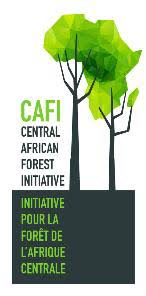 CAFI
CENTRAL
AFRICAN
FOREST
INITIATIVE
INITIATIVE
POUR LA
FORÊT DE
L'AFRIQUE
CENTRALE